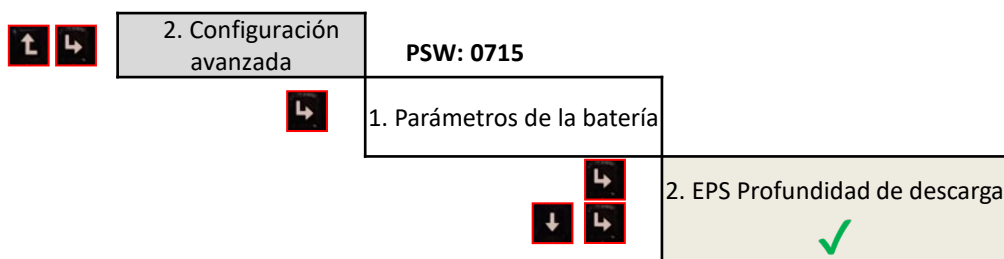 2. Configuración
avanzada
PSW: 0715
1. Parámetros de la batería
2. EPS Profundidad de descarga